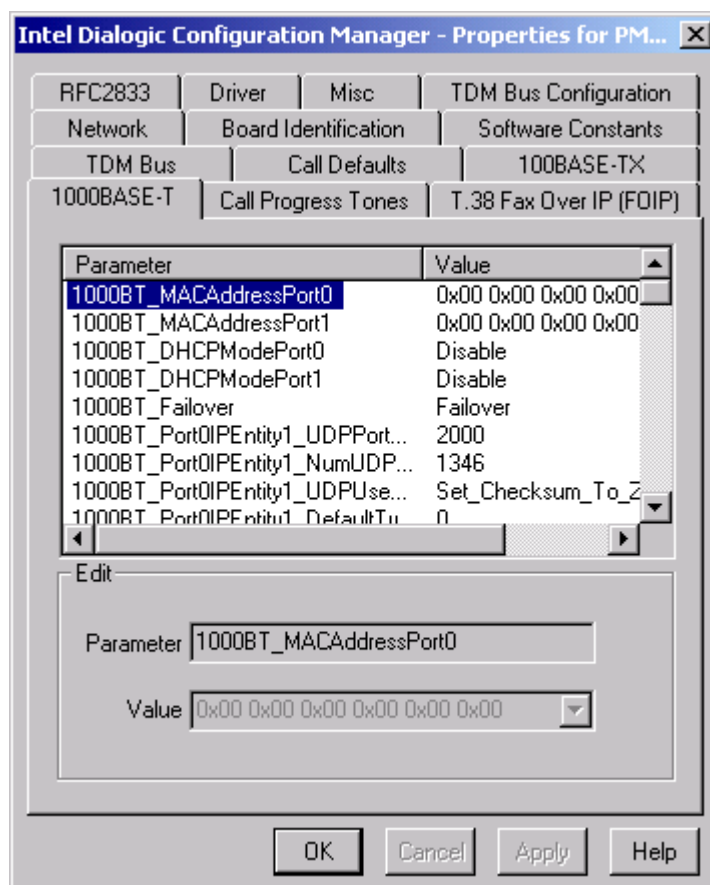 Intel Dialogic Configuration Manager - Properties for PM...
RFC2833 Driver Misc TDM Bus Configuration
Network Board Identification Software Constants
TDM Bus Call Defaults 100BASE-TX
1000BASE-T Call Progress Tones T.38 Fax Over IP (FOIP)
Parameter Value
1000BT_MACAddressPort0 0x00 0x00 0x00 0x00
1000BT_MACAddressPort1 0x00 0x00 0x00 0x00
1000BT_DHCPModePort0 Disable
1000BT_DHCPModePort1 Disable
1000BT_Failover Failover
1000BT_Port0IPEntity1_UDPPort... 2000
1000BT_Port0IPEntity1_NumUDP... 1346
1000BT_Port0IPEntity1_UDPUse... Set_Checksum_To_Z
1000BT_Port0IPEntity1_DefaultTy 0
Edit
Parameter 1000BT_MACAddressPort0
Value 0x00 0x00 0x00 0x00 0x00 0x00
OK Cancel Apply Help